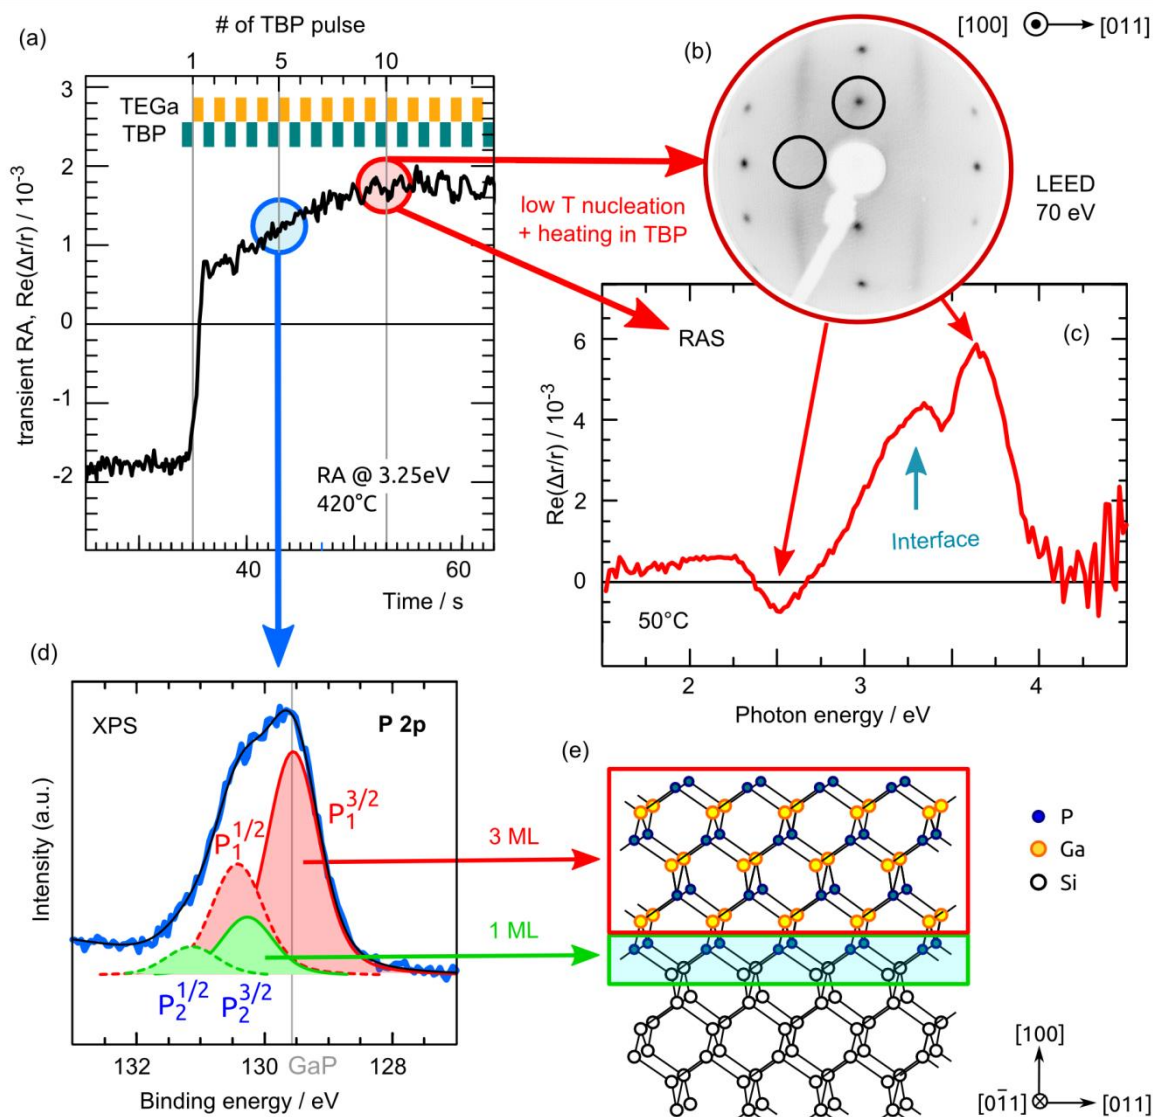 # of TBP pulse
(a)
1 5 10
3
2
1
0
-1
-2
transient RA, Re(Δr/r) / 10⁻³
TEGa
TBP
RA @ 3.25eV
420°C
40 60
Time / s
low T nucleation
+ heating in TBP
(b)
[100] [011]
LEED
70 eV
(c)
RAS
6
4
2
0
Re(Δr/r) / 10⁻³
Interface
50°C
2 3 4
Photon energy / eV
(d)
XPS P 2p
Intensity (a.u.)
P₁³ᐟ²
P₁¹ᐟ²
P₂¹ᐟ² P₂³ᐟ²
3 ML
1 ML
132 130 GaP 128
Binding energy / eV
(e)
P
Ga
Si
[100]
[01̄1] [011]